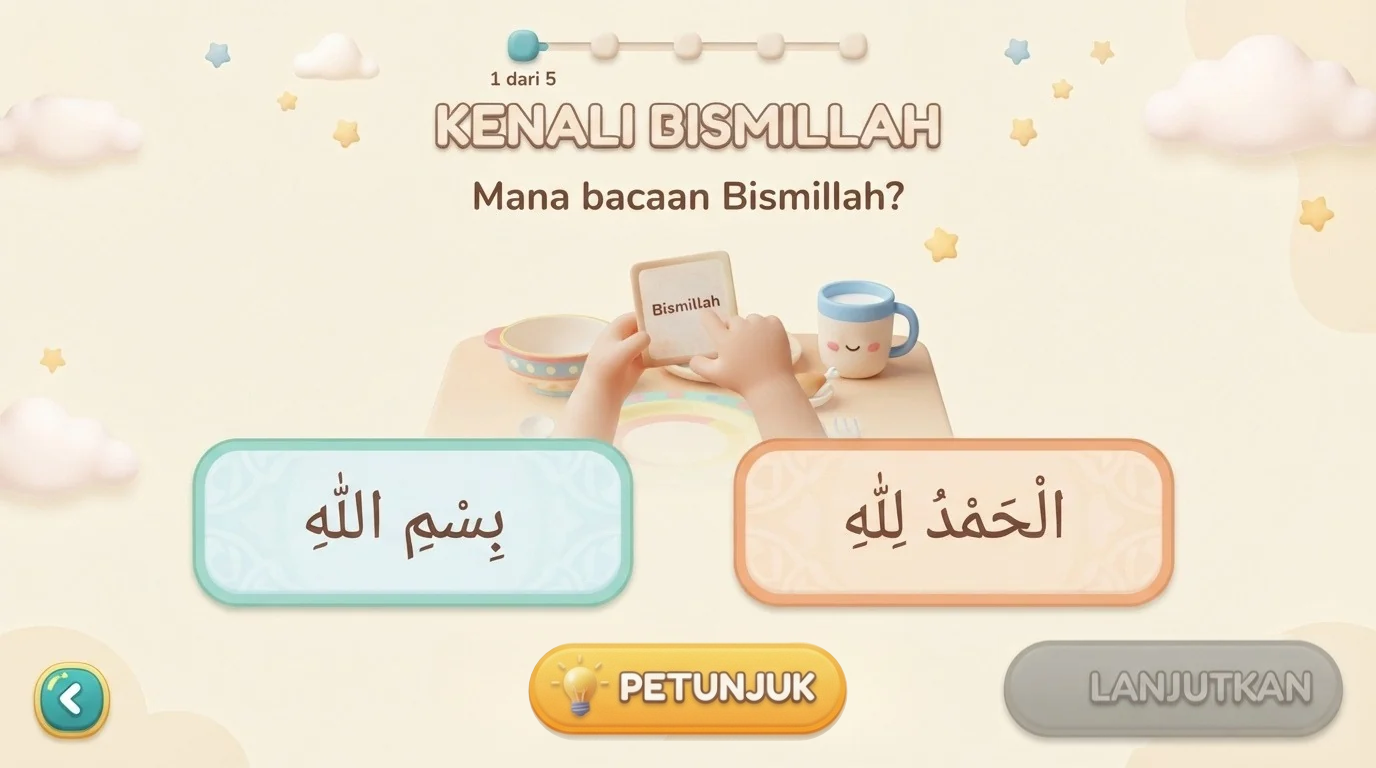 1 dari 5
KENALI BISMILLAH
Mana bacaan Bismillah?
Bismillah
بِسْمِ اللّٰهِ
الْحَمْدُ لِلّٰهِ
PETUNJUK
LANJUTKAN